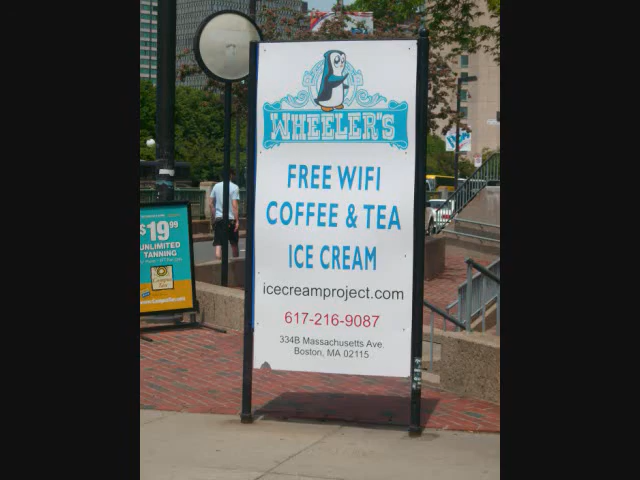 WHEELER'S
FREE WIFI
COFFEE & TEA
ICE CREAM
icecreamproject.com
617-216-9087
334B Massachusetts Ave.
Boston, MA 02115
$19.99
UNLIMITED
TANNING